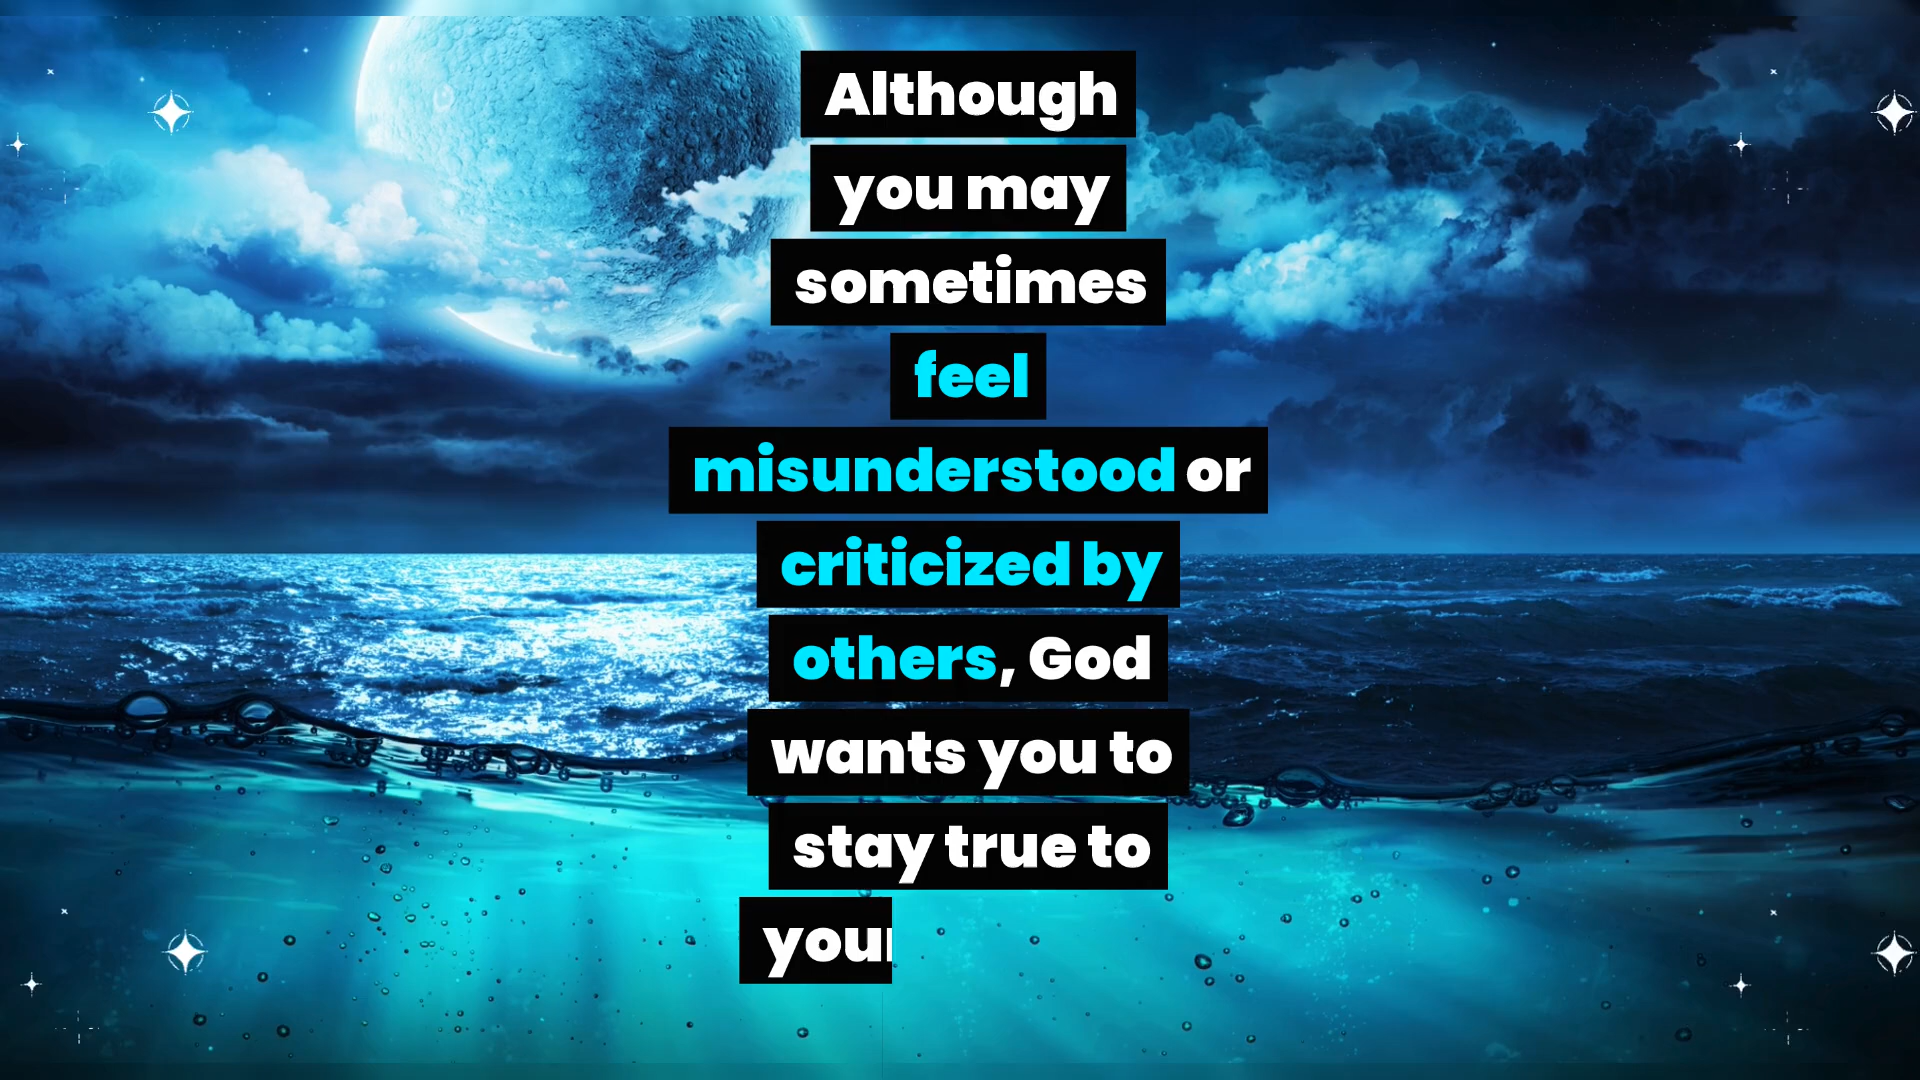 Although
you may
sometimes
feel
misunderstood or
criticized by
others, God
wants you to
stay true to